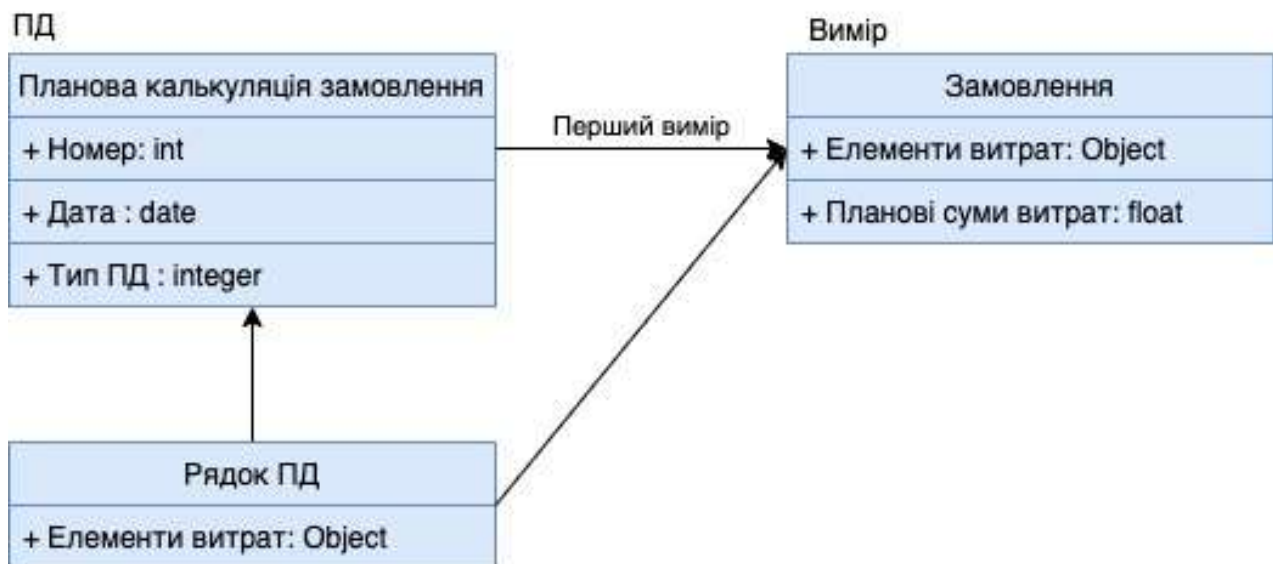 ПД
Планова калькуляція замовлення
+ Номер: int
+ Дата : date
+ Тип ПД : integer
Перший вимір
Вимір
Замовлення
+ Елементи витрат: Object
+ Планові суми витрат: float
Рядок ПД
+ Елементи витрат: Object